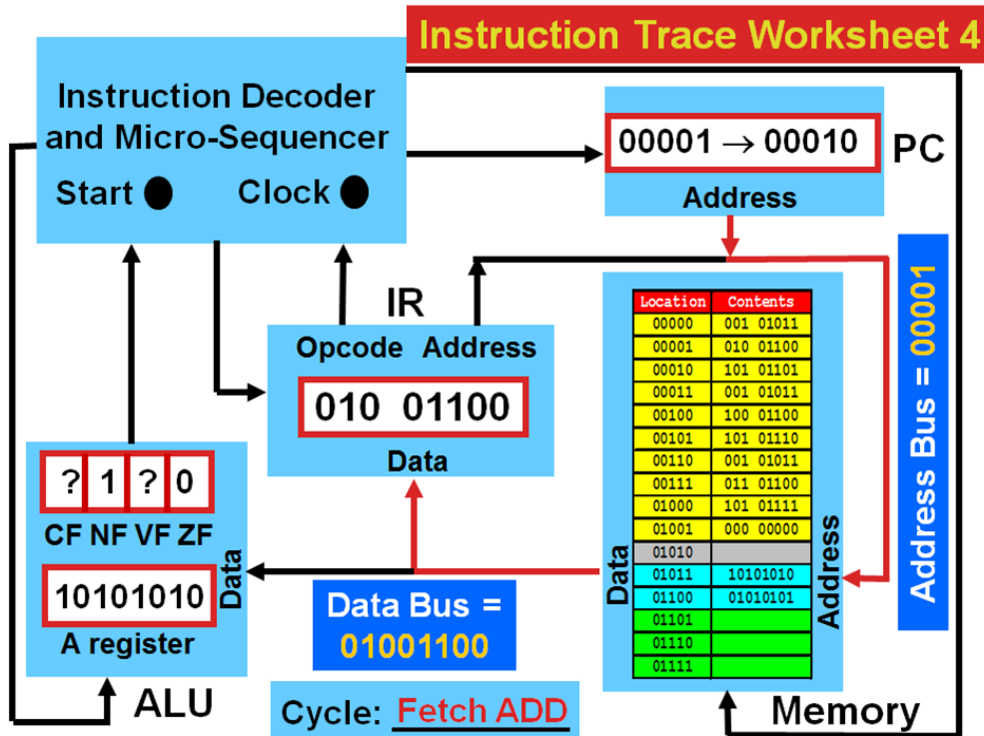 Instruction Trace Worksheet 4
Instruction Decoder
and Micro-Sequencer
Start
Clock
00001 → 00010
PC
Address
IR
Opcode Address
010 01100
Data
? 1 ? 0
CF NF VF ZF
10101010
A register
Data
ALU
Data Bus =
01001100
Cycle: Fetch ADD
Location Contents
00000 001 01011
00001 010 01100
00010 101 01101
00011 001 01011
00100 100 01100
00101 101 01110
00110 001 01011
00111 011 01100
01000 101 01111
01001 000 00000
01010
01011 10101010
01100 01010101
01101
01110
01111
Data
Address
Memory
Address Bus = 00001